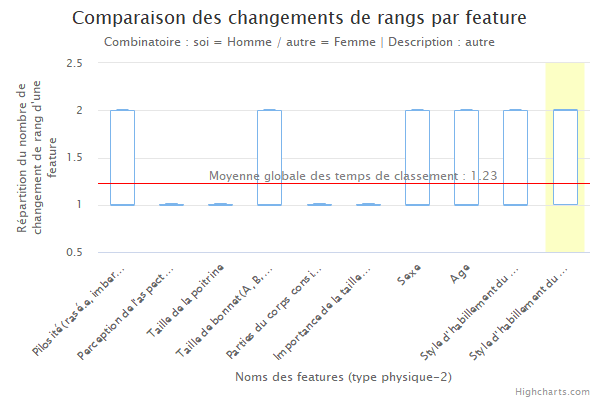 Comparaison des changements de rangs par feature
Combinatoire : soi = Homme / autre = Femme | Description : autre
Répartition du nombre de
changement de rang d'une
feature
2.5
2
1.5
1
0.5
Moyenne globale des temps de classement : 1.23
Pilosité (rasé.e, imber...
Perception de l'aspect...
Taille de la poitrine
Taille de bonnet (A, B,...
Parties du corps consi...
Importance de la taille...
Sexe
Age
Style d'habillement du ...
Style d'habillement du ...
Noms des features (type physique-2)
Highcharts.com